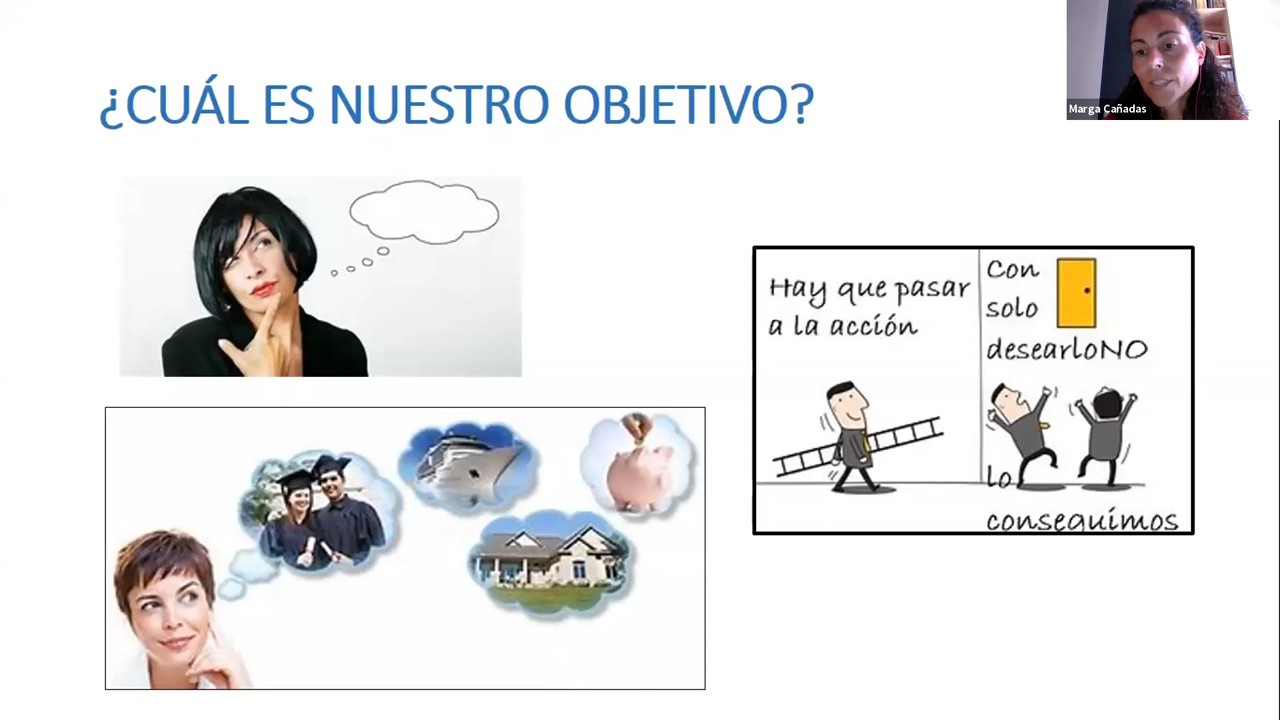 ¿CUÁL ES NUESTRO OBJETIVO?
Marga Cañadas
Hay que pasar
a la acción
Con
solo
desearloNO
lo
conseguimos